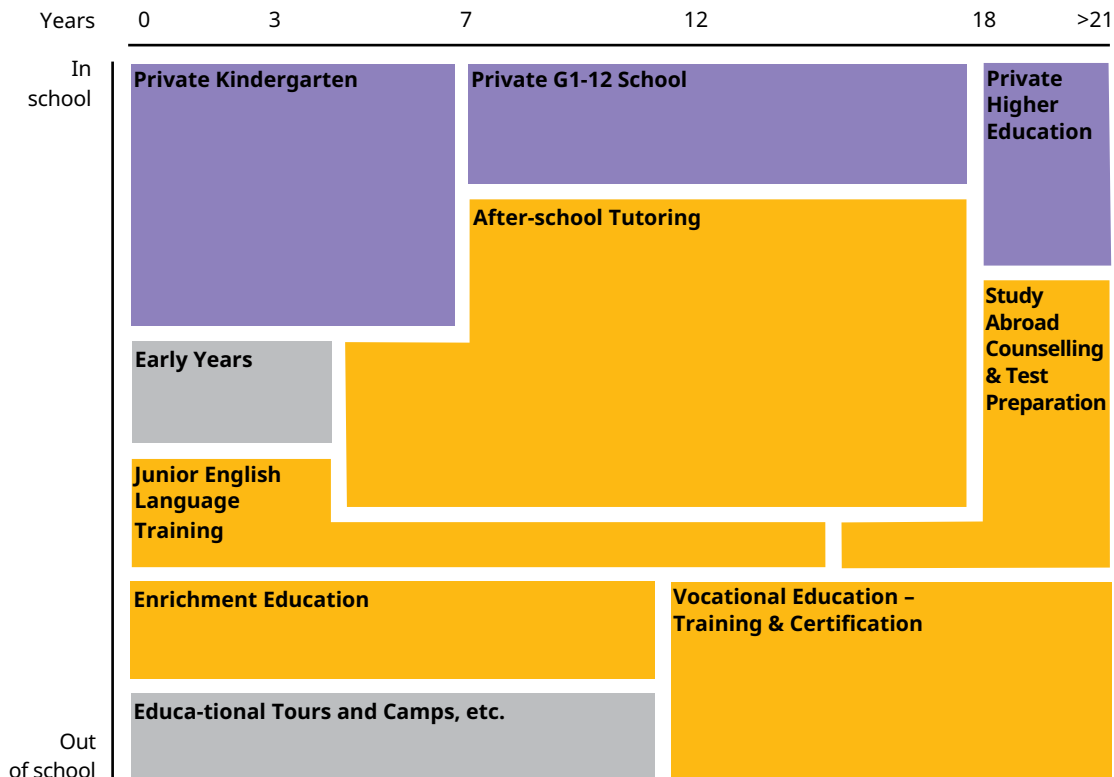 Years 0 3 7 12 18 >21
In
school
Private Kindergarten
Private G1-12 School
Private
Higher
Education
After-school Tutoring
Study
Abroad
Counselling
& Test
Preparation
Early Years
Junior English
Language
Training
Enrichment Education
Vocational Education –
Training & Certification
Educa-tional Tours and Camps, etc.
Out
of school